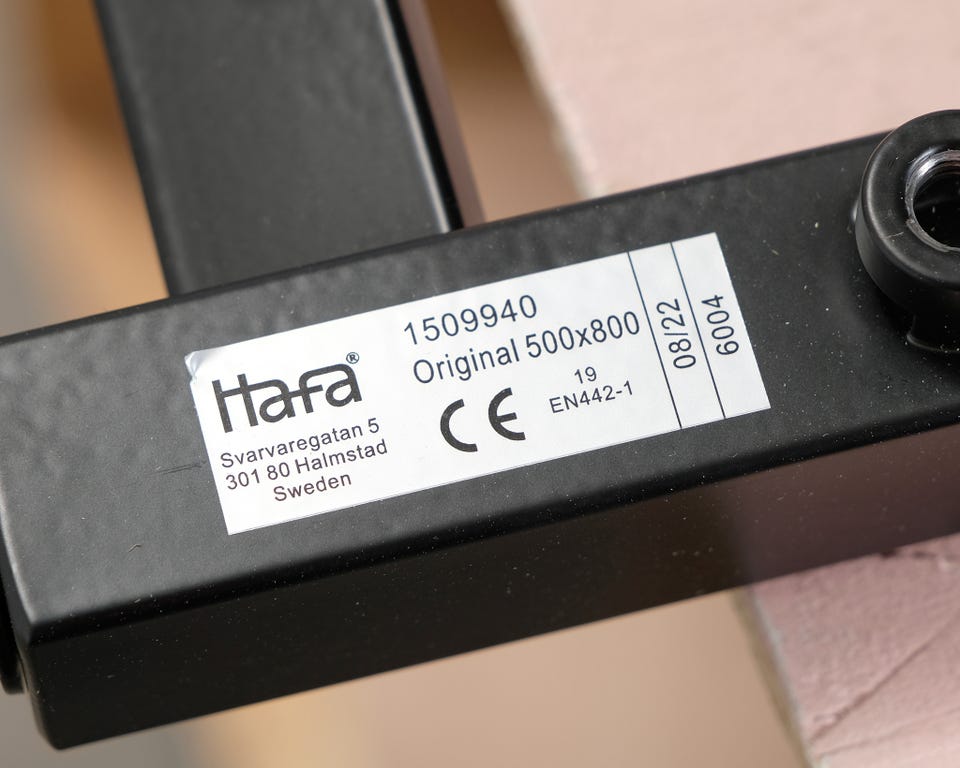 Hafa®
Svarvaregatan 5
301 80 Halmstad
Sweden
1509940
Original 500x800
CE
19
EN442-1
08/22
6004